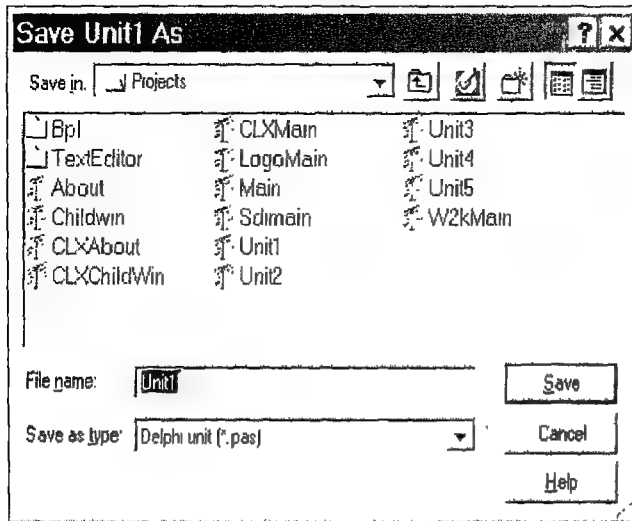 Save Unit1 As
Save in. Projects
Bpl
TextEditor
About
Childwin
CLXAbout
CLXChildWin
CLXMain
LogoMain
Main
Sdimain
Unit1
Unit2
Unit3
Unit4
Unit5
W2kMain
File name: Unit1
Save
Save as type: Delphi unit (*.pas)
Cancel
Help